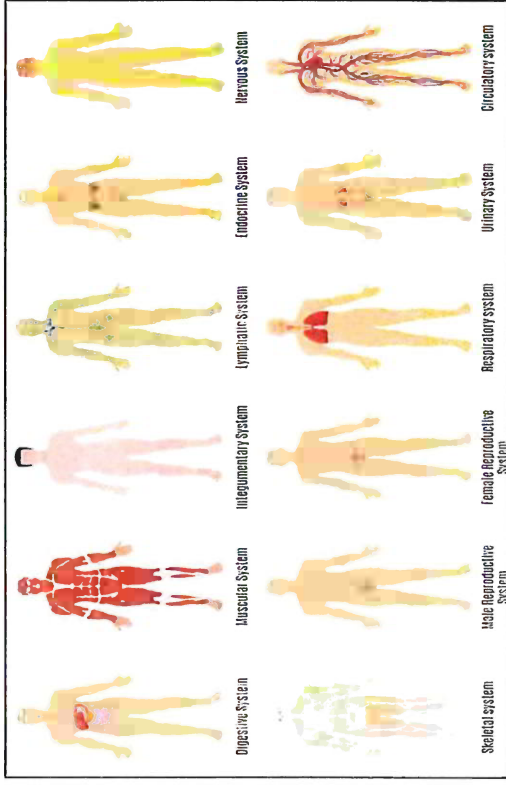 Digestive System
Muscular System
Integumentary System
Lymphatic System
Endocrine System
Nervous System
Skeletal system
Male Reproductive
System
Female Reproductive
System
Respiratory system
Urinary System
Circulatory system